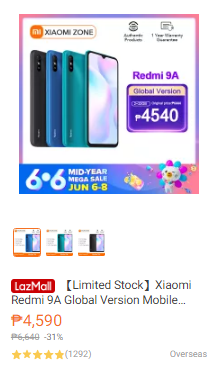 XIAOMI ZONE
Authentic
Products
1 Year Warranty
Guarantee
Redmi 9A
Global Version
₱4540
6•6 MID-YEAR
MEGA SALE
JUN 6-8
LazMall 【Limited Stock】Xiaomi
Redmi 9A Global Version Mobile...
₱4,590
₱6,640 -31%
(1292) Overseas